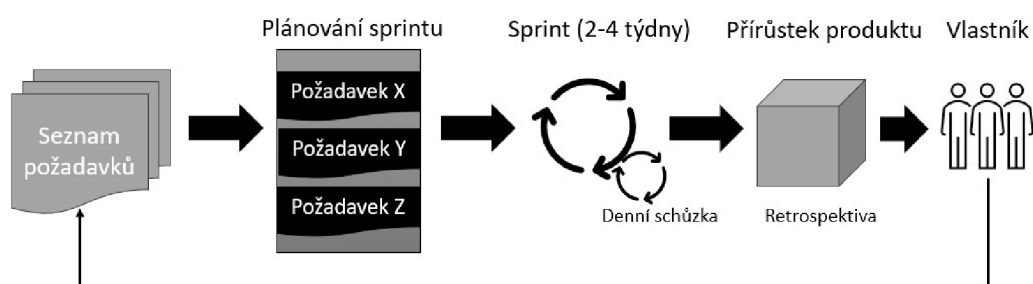 Plánování sprintu
Sprint (2-4 týdny)
Přírůstek produktu
Vlastník
Seznam
požadavků
Požadavek X
Požadavek Y
Požadavek Z
Denní schůzka
Retrospektiva